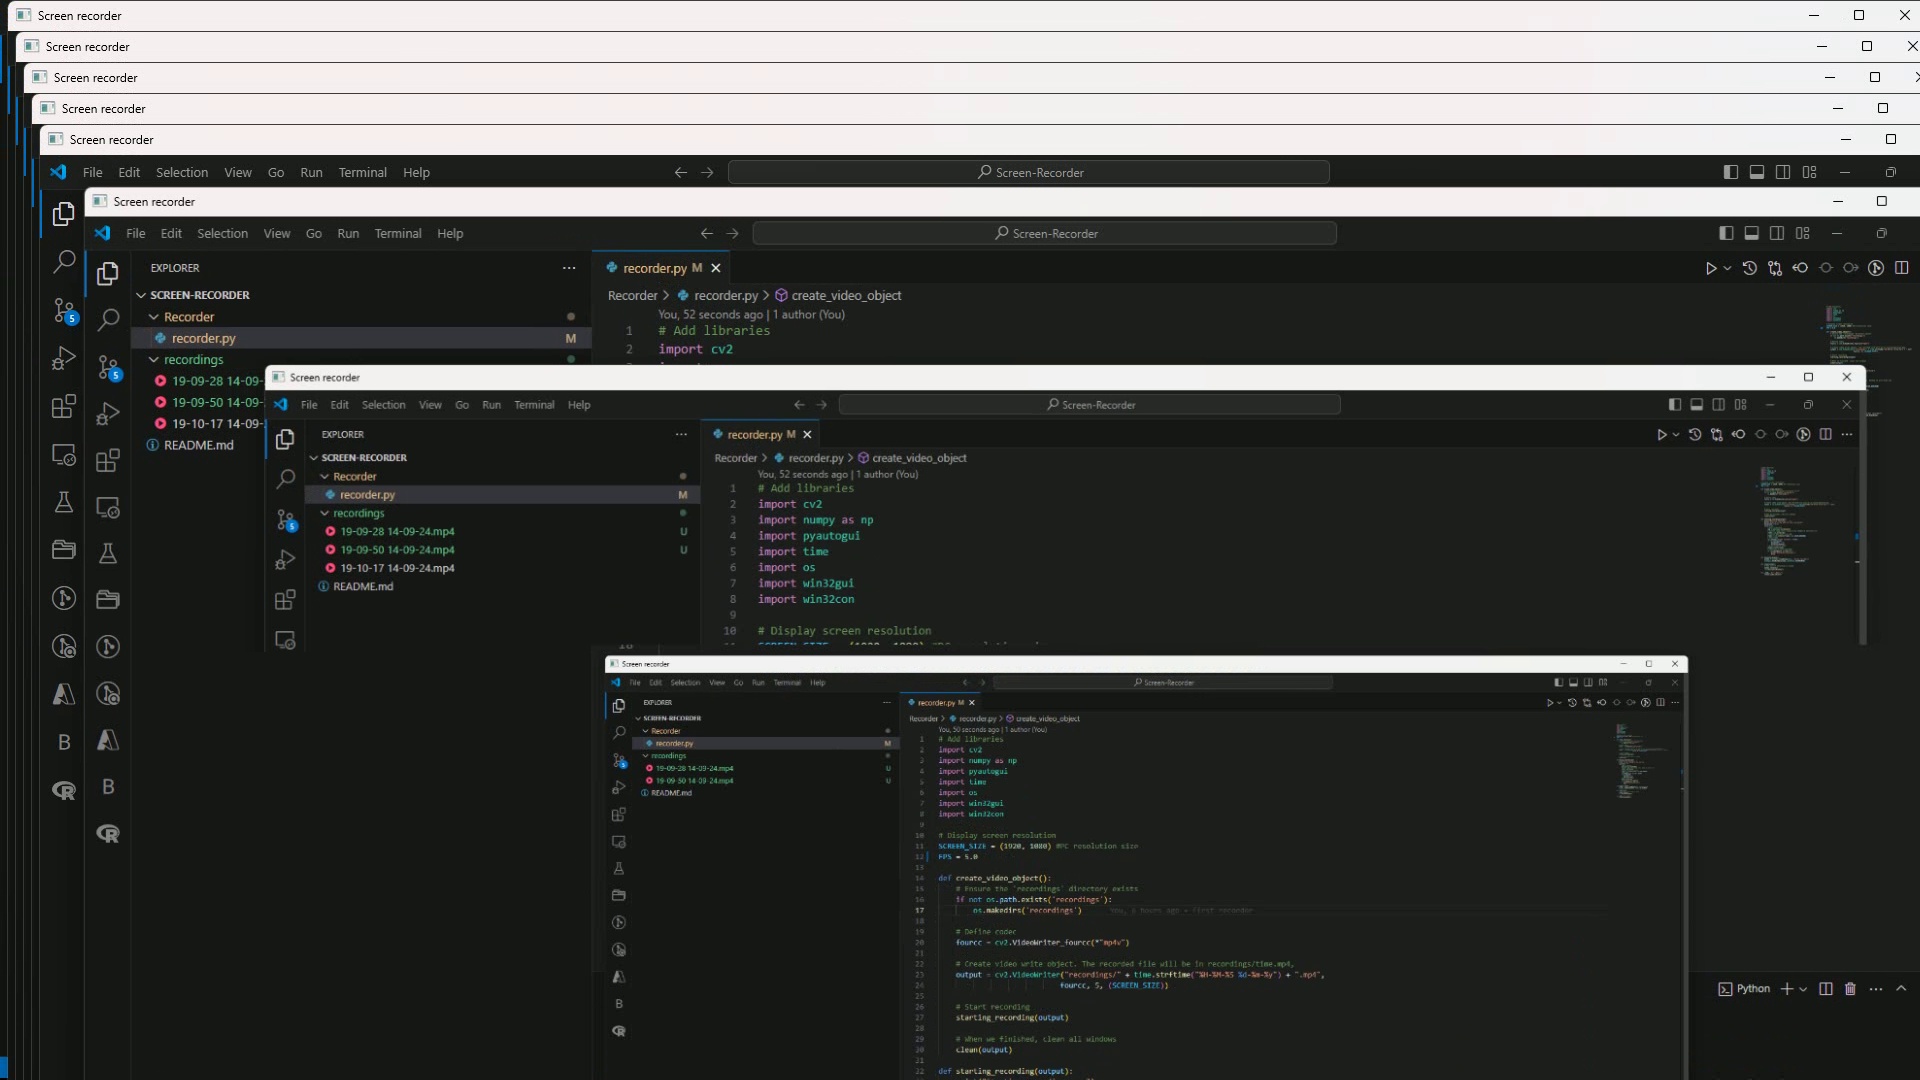 Screen recorder
Screen recorder
Screen recorder
Screen recorder
Screen recorder
File Edit Selection View Go Run Terminal Help
Screen-Recorder
Screen recorder
File Edit Selection View Go Run Terminal Help
Screen-Recorder
EXPLORER
SCREEN-RECORDER
Recorder
recorder.py M
recordings
19-09-28 14-09-
19-09-50 14-09-
19-10-17 14-09-
README.md
5
5
B
B
recorder.py M
Recorder > recorder.py > create_video_object
You, 52 seconds ago | 1 author (You)
1 # Add libraries
2 import cv2
Screen recorder
File Edit Selection View Go Run Terminal Help
Screen-Recorder
EXPLORER
SCREEN-RECORDER
Recorder
recorder.py M
recordings
19-09-28 14-09-24.mp4 U
19-09-50 14-09-24.mp4 U
19-10-17 14-09-24.mp4
README.md
5
recorder.py M
Recorder > recorder.py > create_video_object
You, 52 seconds ago | 1 author (You)
1 # Add libraries
2 import cv2
3 import numpy as np
4 import pyautogui
5 import time
6 import os
7 import win32gui
8 import win32con
9
10 # Display screen resolution
Screen recorder
File Edit Selection View Go Run Terminal Help
Screen-Recorder
EXPLORER
SCREEN-RECORDER
Recorder
recorder.py M
recordings
19-09-28 14-09-24.mp4 U
19-09-50 14-09-24.mp4 U
README.md
B
recorder.py M
Recorder > recorder.py > create_video_object
You, 50 seconds ago | 1 author (You)
1 # Add libraries
2 import cv2
3 import numpy as np
4 import pyautogui
5 import time
6 import os
7 import win32gui
8 import win32con
9
10 # Display screen resolution
11 SCREEN_SIZE = (1920, 1080) #PC resolution size
12 FPS = 5.0
13
14 def create_video_object():
15 # Ensure the 'recordings' directory exists
16 if not os.path.exists('recordings'):
17 os.makedirs('recordings') You, 8 hours ago • First recorder
18
19 # Define codec
20 fourcc = cv2.VideoWriter_fourcc(*"mp4v")
21
22 # Create video write object. The recorded file will be in recordings/time.mp4,
23 output = cv2.VideoWriter("recordings/" + time.strftime("%H-%M-%S %d-%m-%y") + ".mp4",
24 fourcc, 5, (SCREEN_SIZE))
25
26 # Start recording
27 starting_recording(output)
28
29 # When we finished, clean all windows
30 clean(output)
31
32 def starting_recording(output):
Python